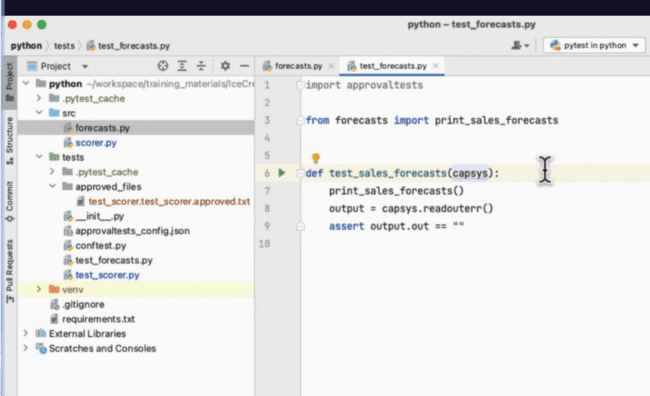 python – test_forecasts.py
python > tests > test_forecasts.py
pytest in python
Project
forecasts.py
test_forecasts.py
Project
Structure
Commit
Pull Requests
python ~/workspace/training_materials/IceCre
.pytest_cache
src
forecasts.py
scorer.py
tests
.pytest_cache
approved_files
test_scorer.test_scorer.approved.txt
__init__.py
approvaltests_config.json
conftest.py
test_forecasts.py
test_scorer.py
venv
.gitignore
requirements.txt
External Libraries
Scratches and Consoles
1 import approvaltests
2
3 from forecasts import print_sales_forecasts
4
5
6 def test_sales_forecasts(capsys):
7 print_sales_forecasts()
8 output = capsys.readouterr()
9 assert output.out == ""
10